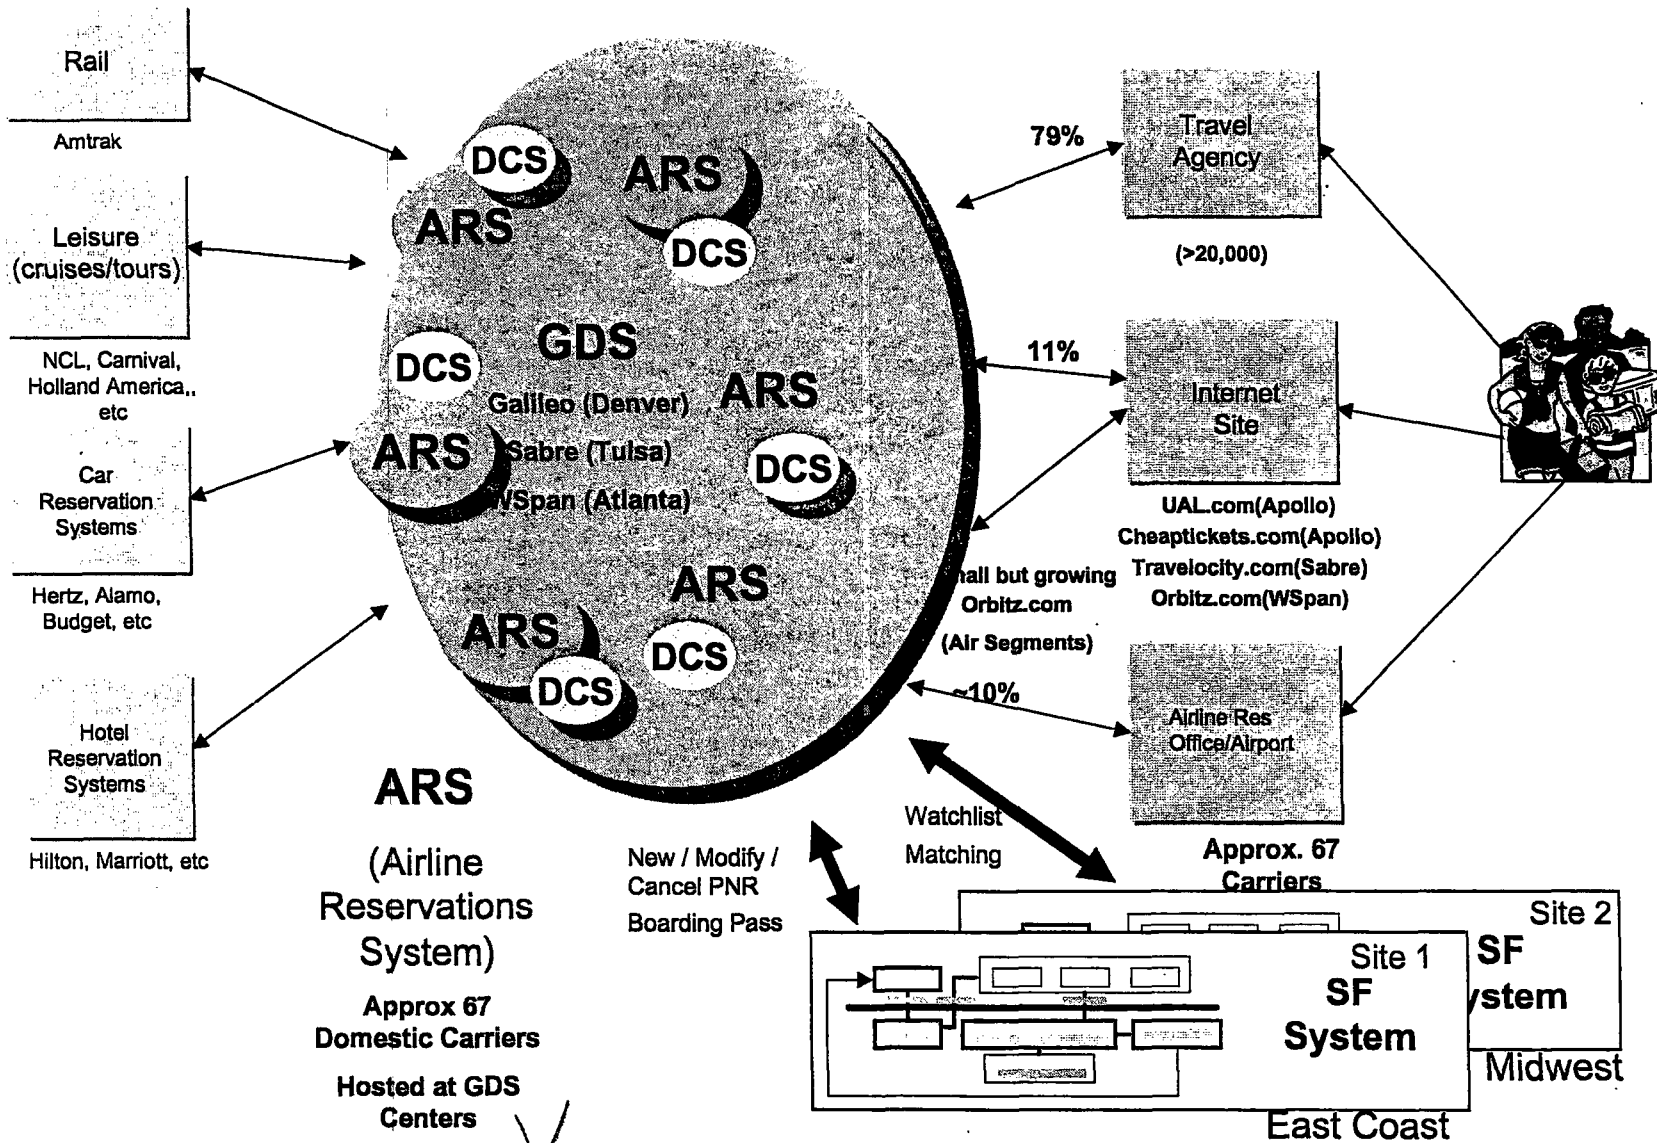 Rail
Amtrak
Leisure
(cruises/tours)
NCL, Carnival,
Holland America,.
etc
Car
Reservation
Systems
Hertz, Alamo,
Budget, etc
Hotel
Reservation
Systems
Hilton, Marriott, etc
DCS
ARS
ARS
DCS
GDS
DCS
Galileo (Denver)
ARS
ARS
Sabre (Tulsa)
DCS
WSpan (Atlanta)
ARS
ARS
DCS
DCS
ARS
(Airline
Reservations
System)
Approx 67
Domestic Carriers
Hosted at GDS
Centers
79%
Travel
Agency
(>20,000)
11%
Internet
Site
UAL.com(Apollo)
Cheaptickets.com(Apollo)
Travelocity.com(Sabre)
Orbitz.com(WSpan)
but growing
Orbitz.com
(Air Segments)
~10%
Airline Res
Office/Airport
Approx. 67
Carriers
Watchlist
Matching
New / Modify /
Cancel PNR
Boarding Pass
Site 2
SF
ystem
Midwest
Site 1
SF
System
East Coast